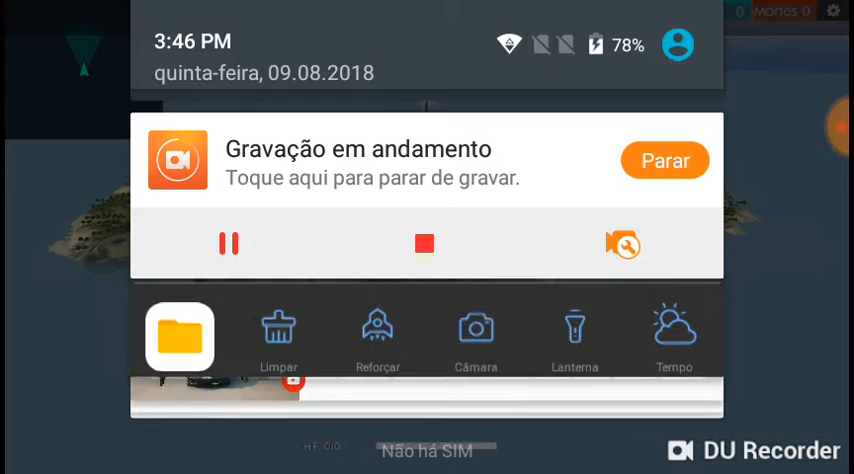 0 Mortes 0
3:46 PM
78%
quinta-feira, 09.08.2018
Gravação em andamento
Toque aqui para parar de gravar.
Parar
Limpar
Reforçar
Câmara
Lanterna
Tempo
Não há SIM
DU Recorder